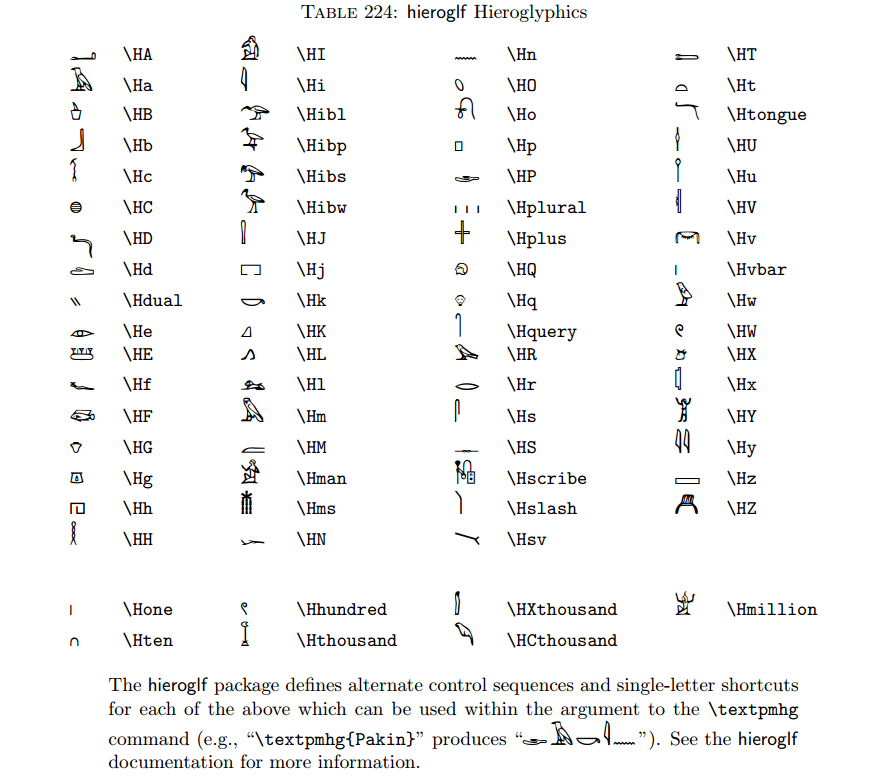 TABLE 224: hieroglf Hieroglyphics
\HA \HI \Hn \HT
\Ha \Hi \HO \Ht
\HB \Hibl \Ho \Htongue
\Hb \Hibp \Hp \HU
\Hc \Hibs \HP \Hu
\HC \Hibw \Hplural \HV
\HD \HJ \Hplus \Hv
\Hd \Hj \HQ \Hvbar
\Hdual \Hk \Hq \Hw
\He \HK \Hquery \HW
\HE \HL \HR \HX
\Hf \Hl \Hr \Hx
\HF \Hm \Hs \HY
\HG \HM \HS \Hy
\Hg \Hman \Hscribe \Hz
\Hh \Hms \Hslash \HZ
\HH \HN \Hsv
\Hone \Hhundred \HXthousand \Hmillion
\Hten \Hthousand \HCthousand
The hieroglf package defines alternate control sequences and single-letter shortcuts
for each of the above which can be used within the argument to the \textpmhg
command (e.g., “\textpmhg{Pakin}” produces “”). See the hieroglf
documentation for more information.